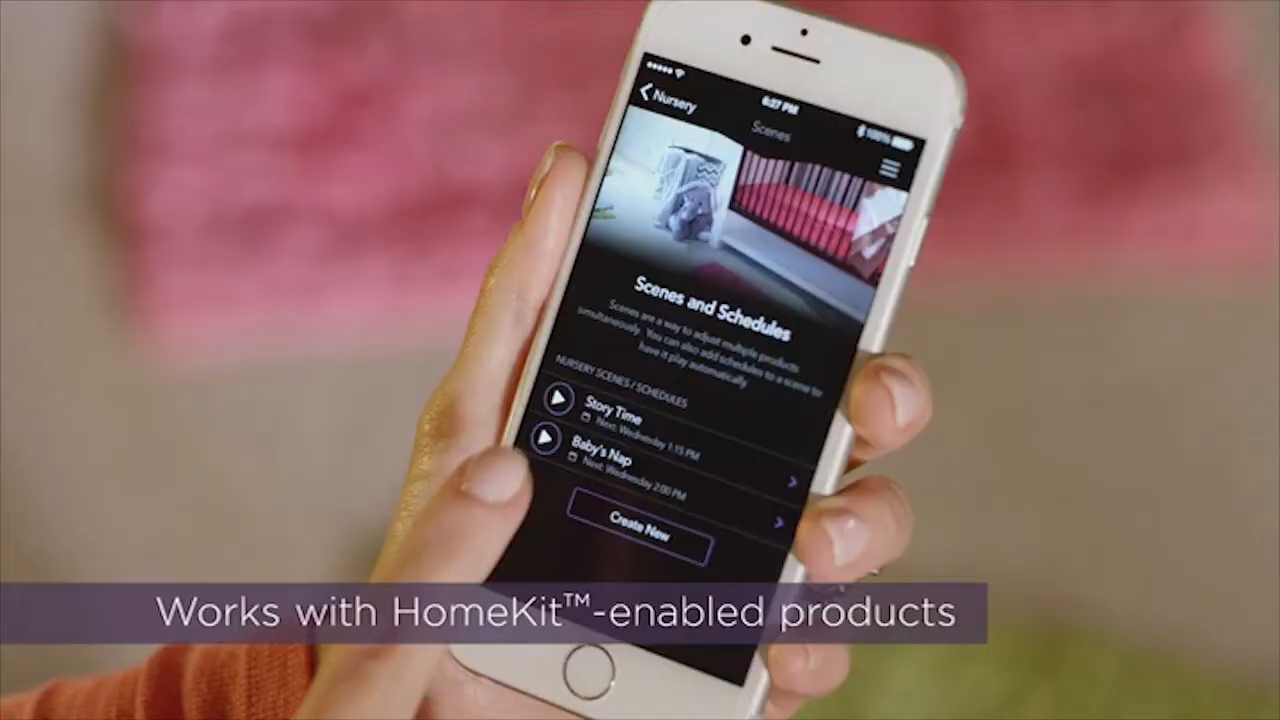 6:27 PM
100%
Nursery
Scenes
Scenes and Schedules
Scenes are a way to adjust multiple products
simultaneously. You can also add schedules to a scene to
have it play automatically.
NURSERY SCENES / SCHEDULES
Story Time
Next: Wednesday 1:15 PM
Baby's Nap
Next: Wednesday 2:00 PM
Create New
Works with HomeKit™-enabled products